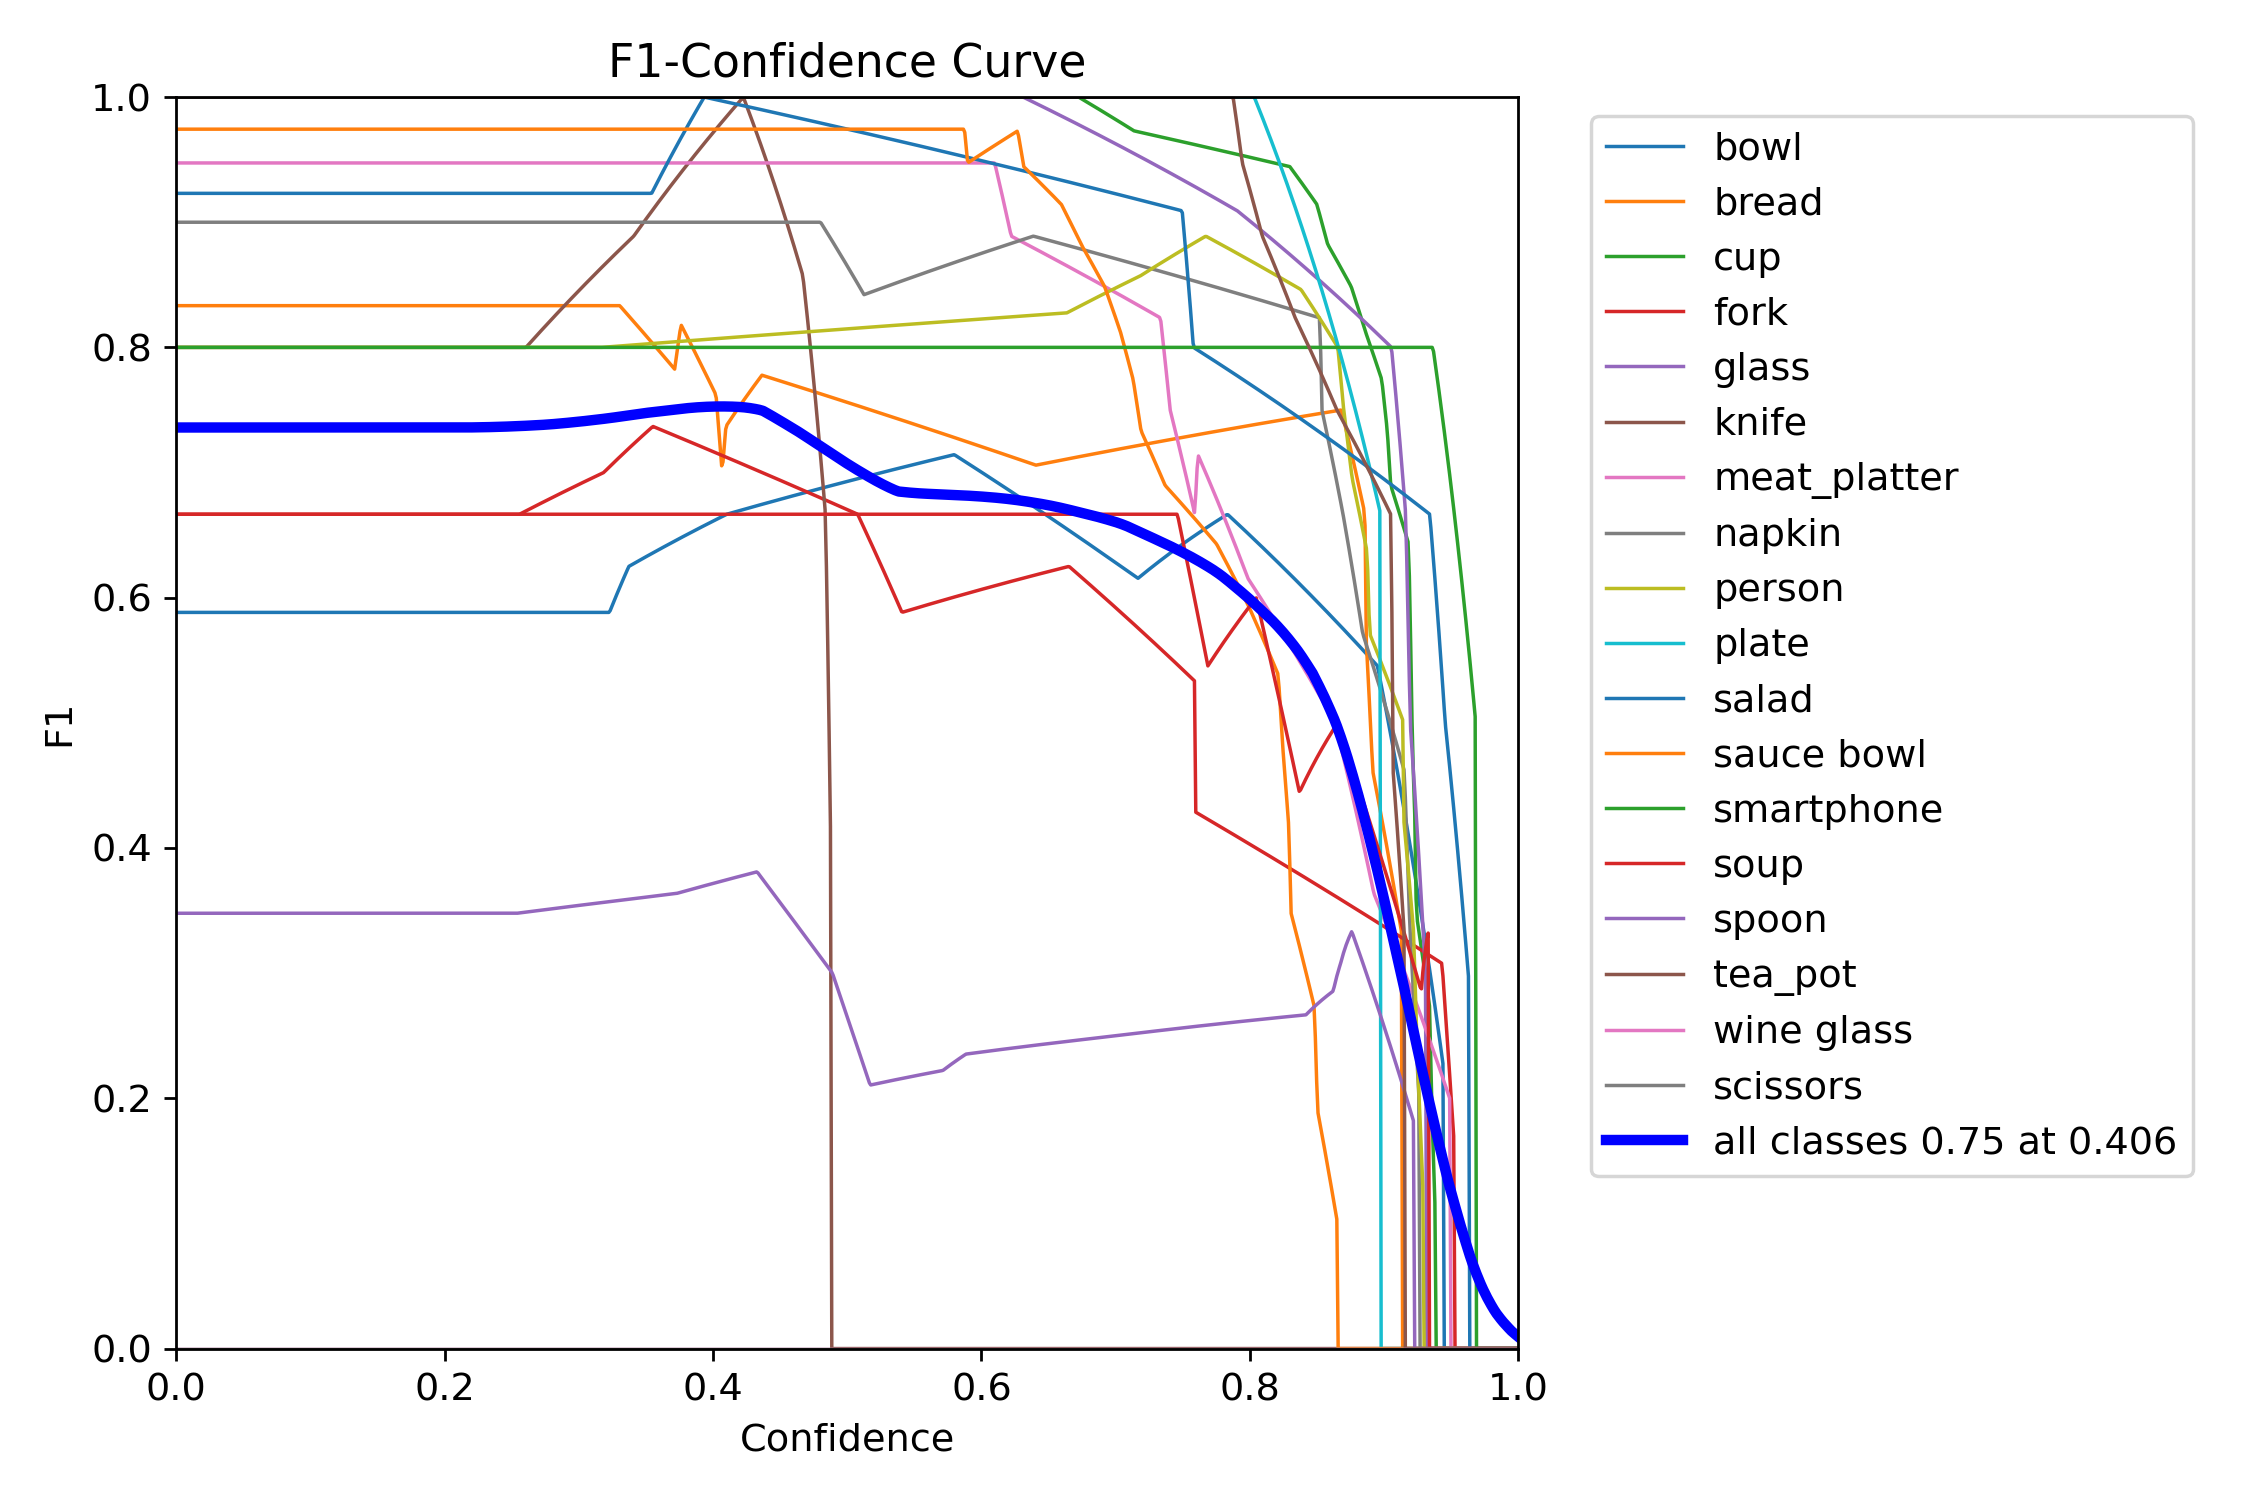 F1-Confidence Curve
1.0
0.8
0.6
0.4
0.2
0.0
F1
0.0 0.2 0.4 0.6 0.8 1.0
Confidence
bowl
bread
cup
fork
glass
knife
meat_platter
napkin
person
plate
salad
sauce bowl
smartphone
soup
spoon
tea_pot
wine glass
scissors
all classes 0.75 at 0.406